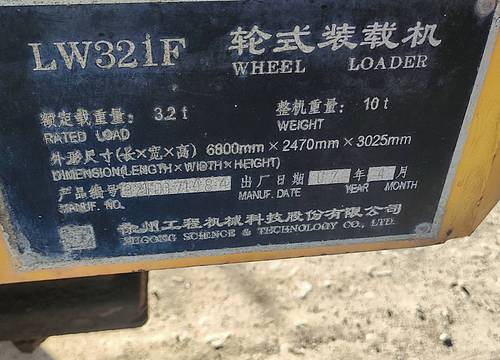 LW321F 轮式装载机
WHEEL LOADER
额定载重量: 3.2 t 整机重量: 10 t
RATED LOAD WEIGHT
外形尺寸(长×宽×高) 6800mm×2470mm×3025mm
DIMENSION(LENGTH×WIDTH×HEIGHT)
产品编号 出厂日期 年 4 月
MANUF. NO. MANUF. DATE YEAR MONTH
徐州工程机械科技股份有限公司
XUGONG SCIENCE & TECHNOLOGY CO., LTD.